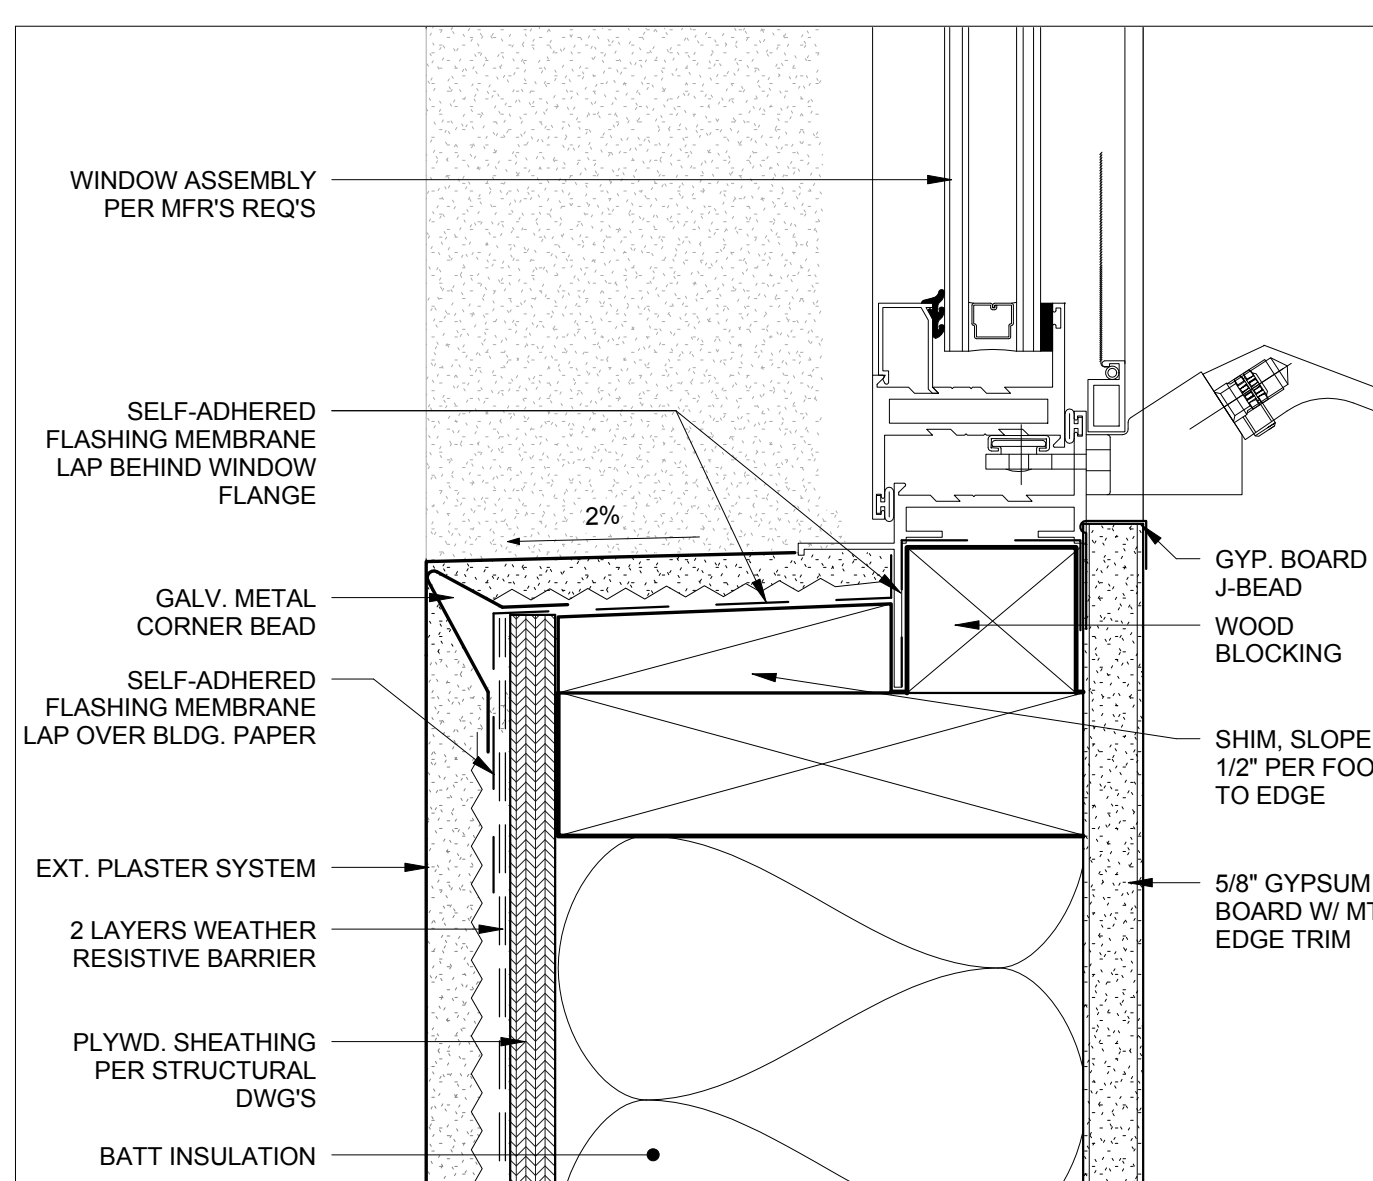 WINDOW ASSEMBLY
PER MFR'S REQ'S
SELF-ADHERED
FLASHING MEMBRANE
LAP BEHIND WINDOW
FLANGE
2%
GALV. METAL
CORNER BEAD
SELF-ADHERED
FLASHING MEMBRANE
LAP OVER BLDG. PAPER
EXT. PLASTER SYSTEM
2 LAYERS WEATHER
RESISTIVE BARRIER
PLYWD. SHEATHING
PER STRUCTURAL
DWG'S
BATT INSULATION
GYP. BOARD
J-BEAD
WOOD
BLOCKING
SHIM, SLOPE
1/2" PER
TO EDGE
5/8" GYPSUM
BOARD W/
EDGE TRIM